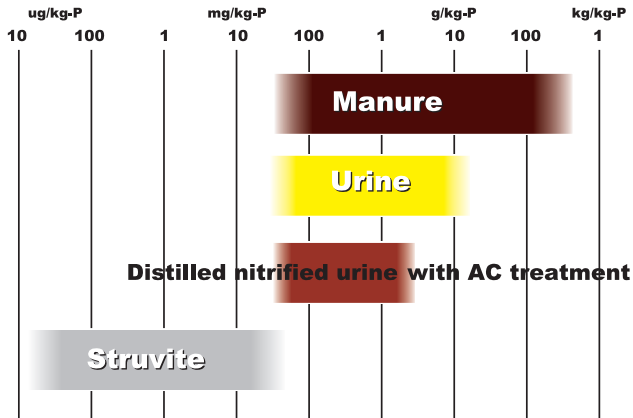 ug/kg-P mg/kg-P g/kg-P kg/kg-P
10 100 1 10 100 1 10 100 1
Manure
Urine
Distilled nitrified urine with AC treatment
Struvite